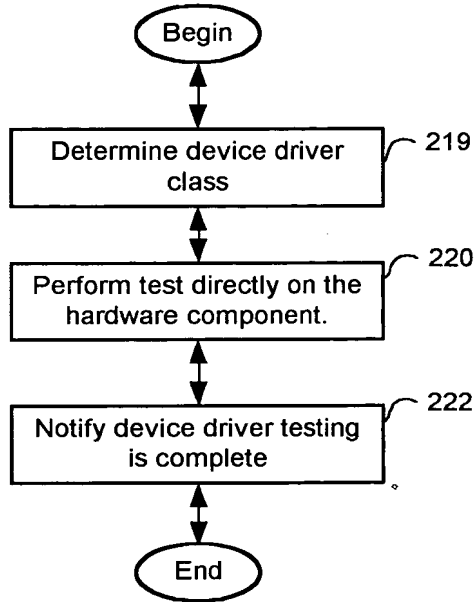 Begin
Determine device driver
class
219
Perform test directly on the
hardware component.
220
Notify device driver testing
is complete
222
End